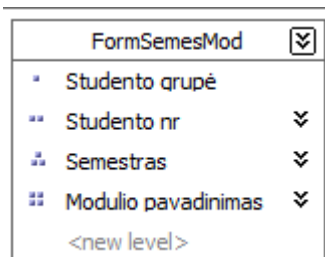 FormSemesMod
Studento grupė
Studento nr
Semestras
Modulio pavadinimas
<new level>